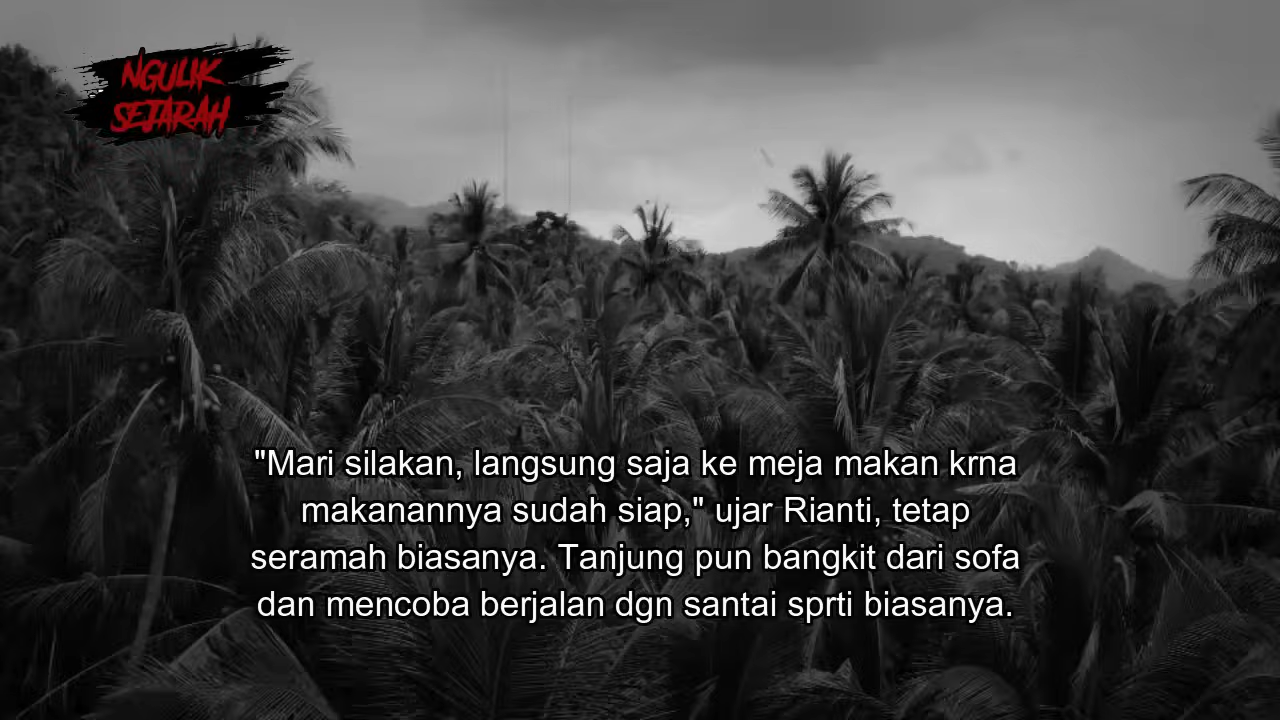 NGULIK
SEJARAH
"Mari silakan, langsung saja ke meja makan krna
makanannya sudah siap," ujar Rianti, tetap
seramah biasanya. Tanjung pun bangkit dari sofa
dan mencoba berjalan dgn santai sprti biasanya.